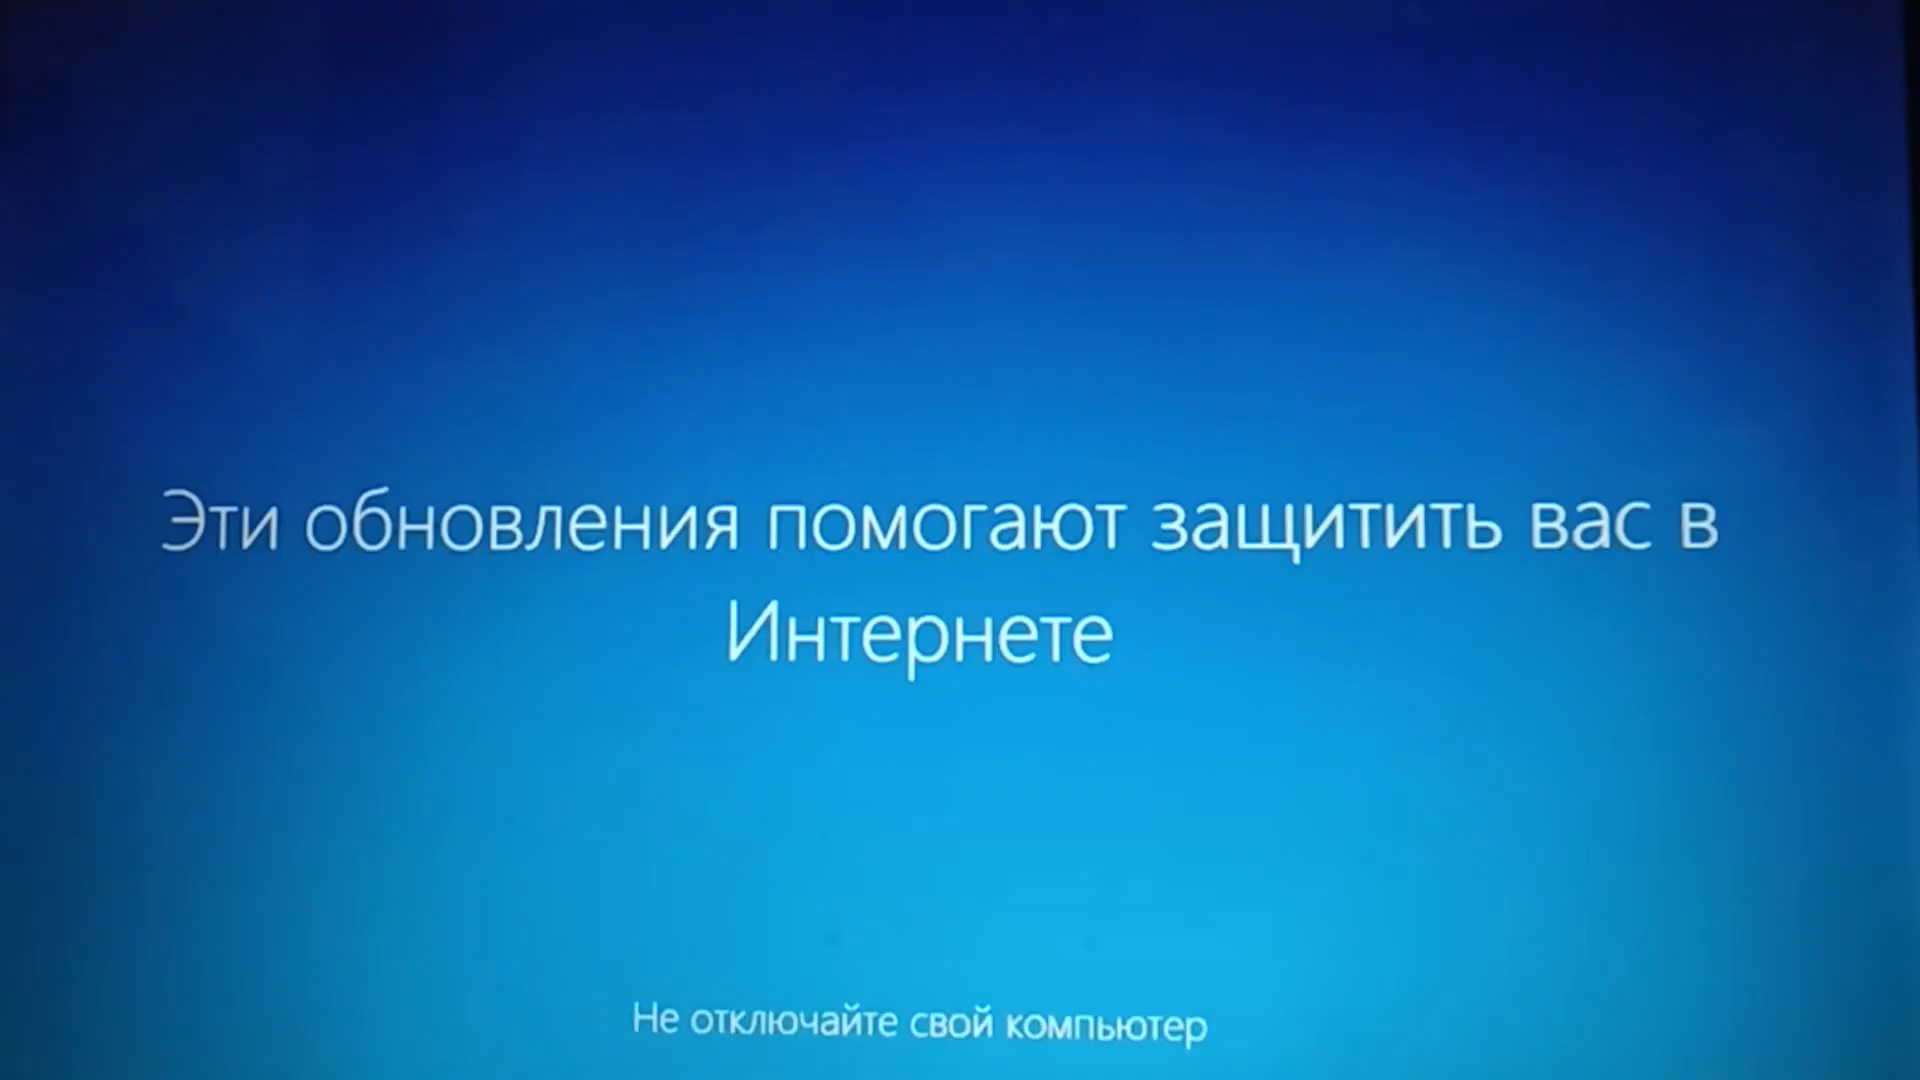 Эти обновления помогают защитить вас в
Интернете
Не отключайте свой компьютер